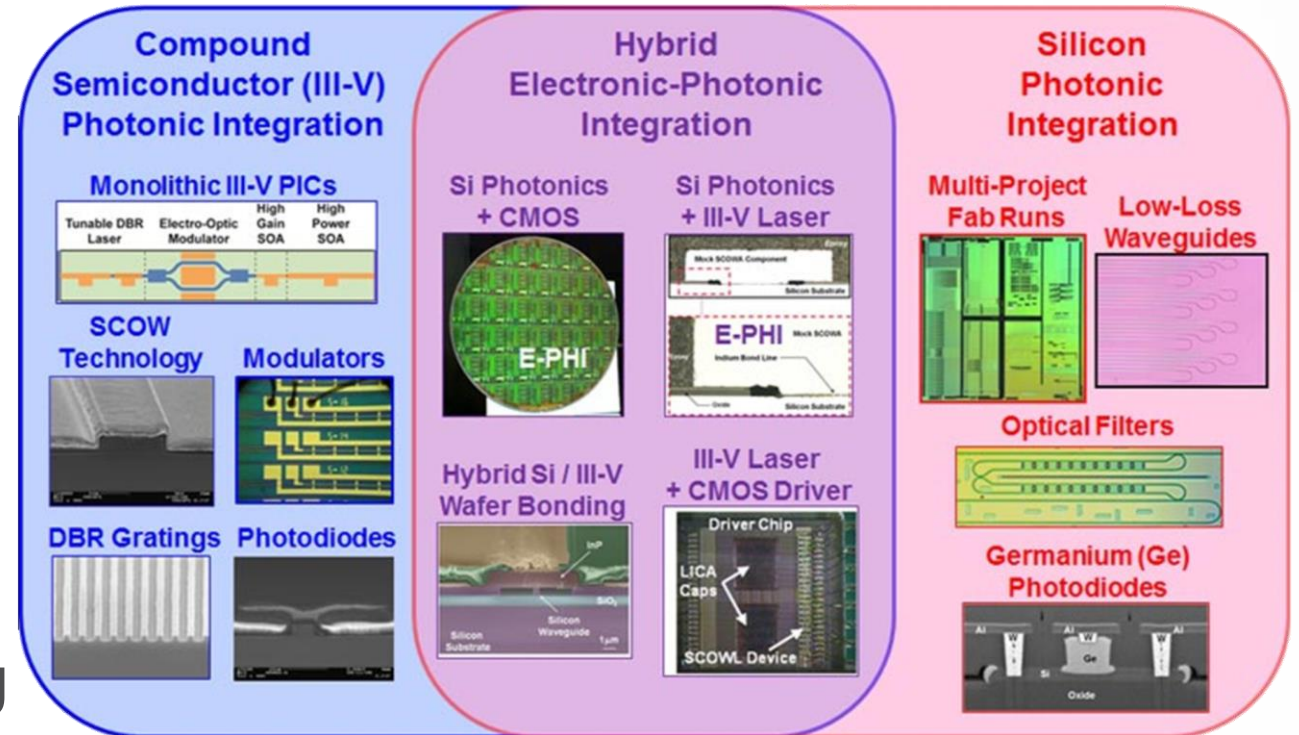 Compound
Semiconductor (III-V)
Photonic Integration
Monolithic III-V PICs
Tunable DBR
Laser
Electro-Optic
Modulator
High
Gain
SOA
High
Power
SOA
SCOW
Technology
Modulators
DBR Gratings
Photodiodes
Hybrid
Electronic-Photonic
Integration
Si Photonics
+ CMOS
E-PHI
Si Photonics
+ III-V Laser
Epoxy
Mock SCOWA Component
Silicon Substrate
E-PHI
Mock SCOWA
Epoxy
Indium Bond Line
Oxide
Silicon Substrate
Hybrid Si / III-V
Wafer Bonding
InP
SiO₂
Silicon
Waveguide
Silicon
Substrate
1μm
III-V Laser
+ CMOS Driver
Driver Chip
LiCA
Caps
SCOWL Device
Silicon
Photonic
Integration
Multi-Project
Fab Runs
Low-Loss
Waveguides
Optical Filters
Germanium (Ge)
Photodiodes
Al
W
Al
W
W
Al
Ge
Si
Oxide
g